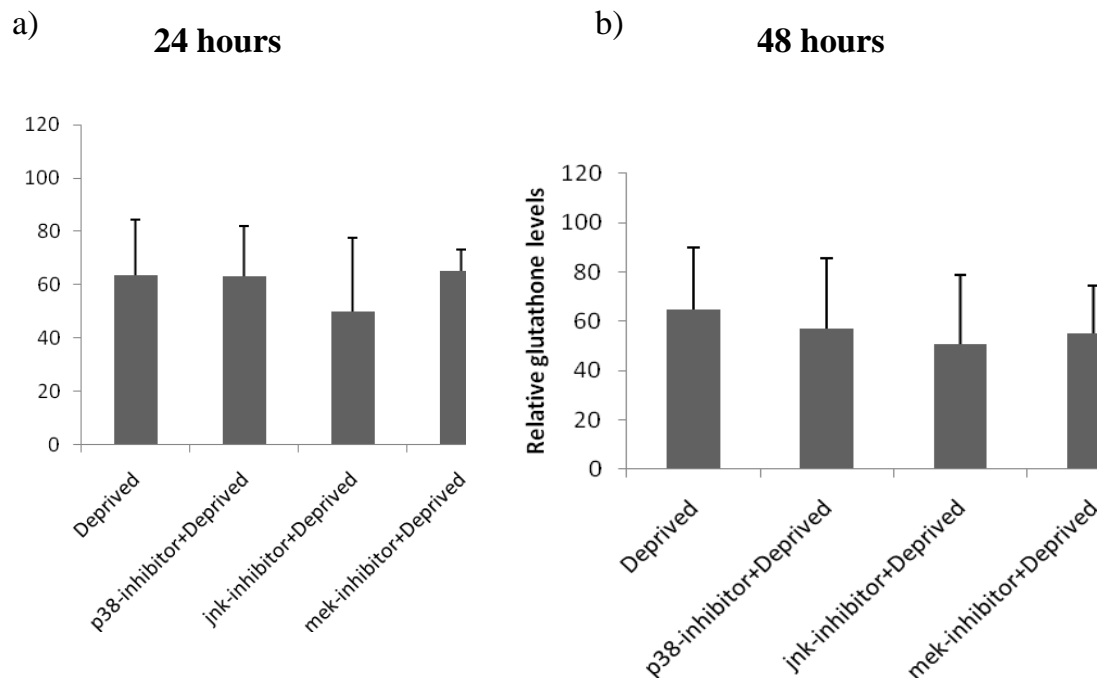 a)
24 hours
120
100
80
60
40
20
0
Deprived
p38-inhibitor+Deprived
jnk-inhibitor+Deprived
mek-inhibitor+Deprived
b)
48 hours
Relative glutathone levels
120
100
80
60
40
20
0
Deprived
p38-inhibitor+Deprived
jnk-inhibitor+Deprived
mek-inhibitor+Deprived